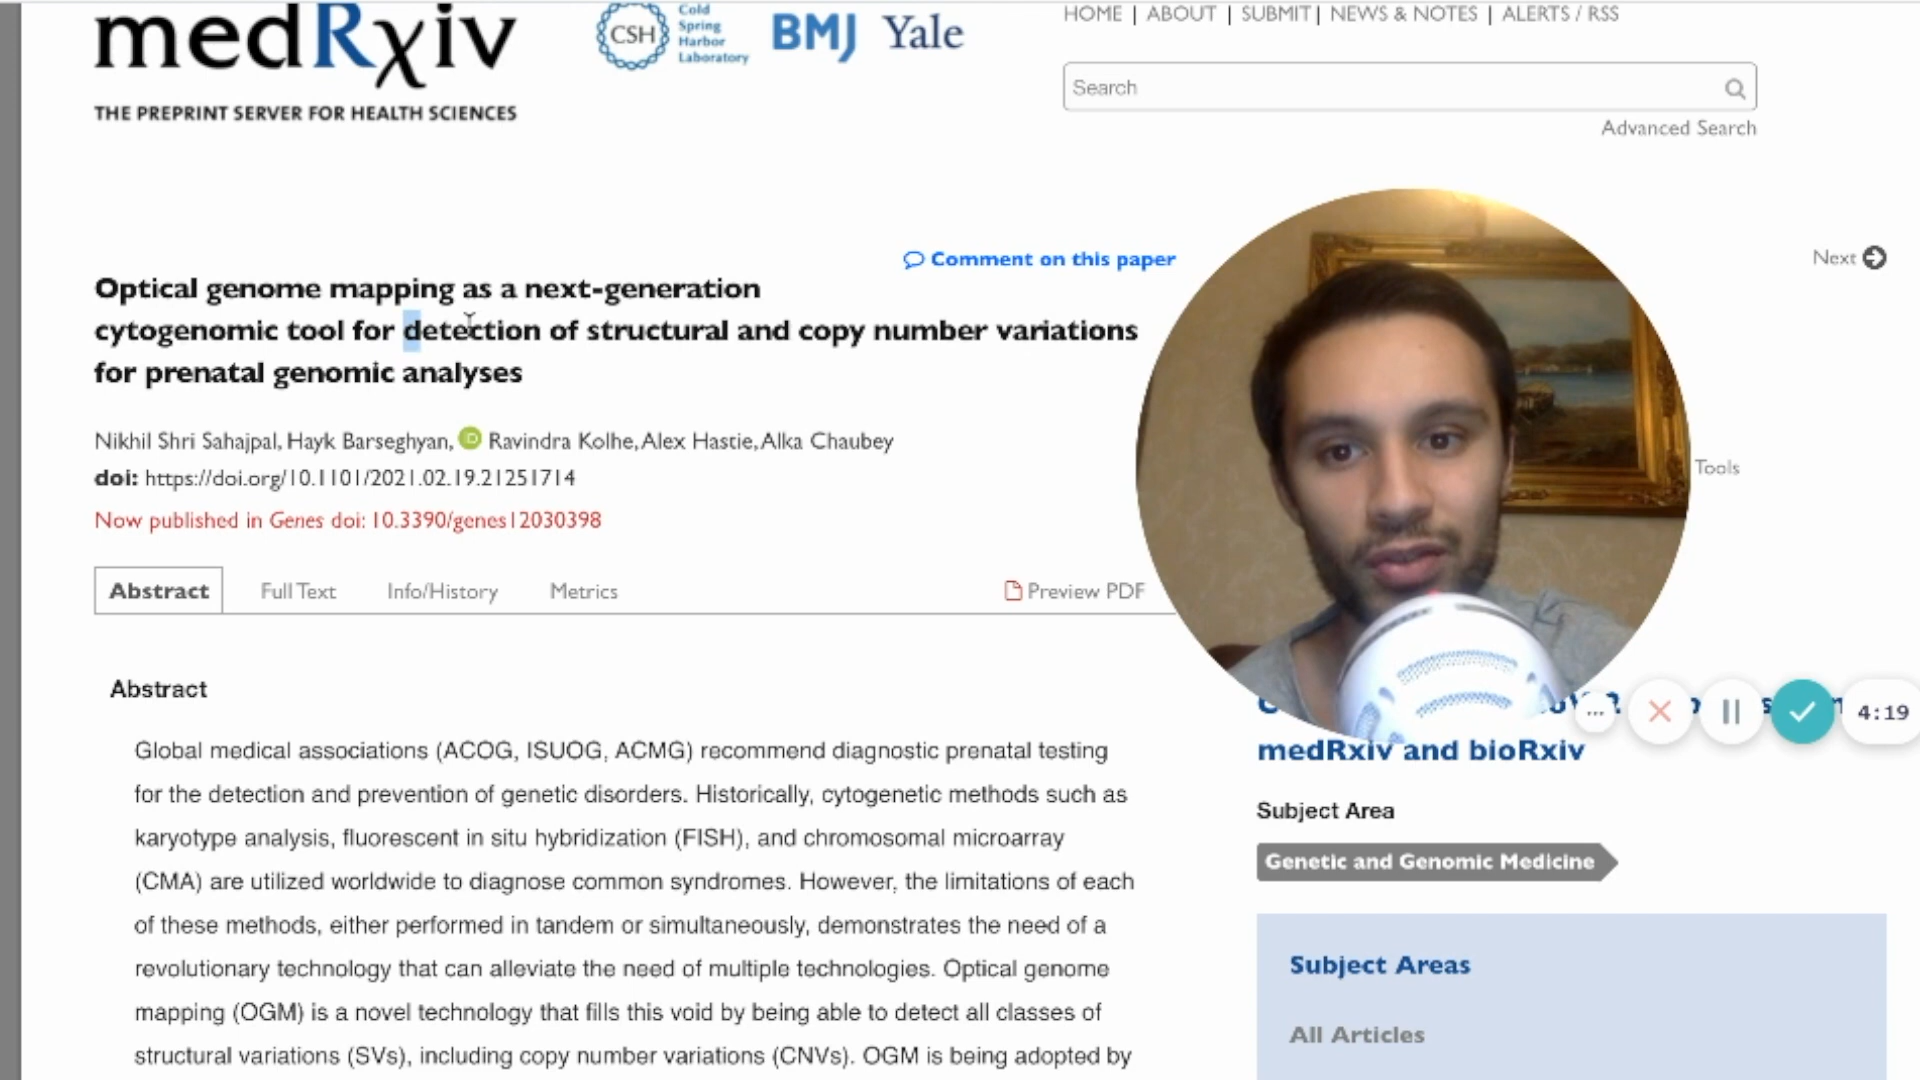 medRxiv
THE PREPRINT SERVER FOR HEALTH SCIENCES
CSH
Cold
Spring
Harbor
Laboratory
BMJ
Yale
HOME | ABOUT | SUBMIT | NEWS & NOTES | ALERTS / RSS
Search
Advanced Search
Comment on this paper
Next
Optical genome mapping as a next-generation
cytogenomic tool for detection of structural and copy number variations
for prenatal genomic analyses
Nikhil Shri Sahajpal, Hayk Barseghyan, iD Ravindra Kolhe, Alex Hastie, Alka Chaubey
doi: https://doi.org/10.1101/2021.02.19.21251714
Now published in Genes doi: 10.3390/genes12030398
Tools
Abstract
Full Text
Info/History
Metrics
Preview PDF
Abstract
Global medical associations (ACOG, ISUOG, ACMG) recommend diagnostic prenatal testing
for the detection and prevention of genetic disorders. Historically, cytogenetic methods such as
karyotype analysis, fluorescent in situ hybridization (FISH), and chromosomal microarray
(CMA) are utilized worldwide to diagnose common syndromes. However, the limitations of each
of these methods, either performed in tandem or simultaneously, demonstrates the need of a
revolutionary technology that can alleviate the need of multiple technologies. Optical genome
mapping (OGM) is a novel technology that fills this void by being able to detect all classes of
structural variations (SVs), including copy number variations (CNVs). OGM is being adopted by
4:19
medRxiv and bioRxiv
Subject Area
Genetic and Genomic Medicine
Subject Areas
All Articles